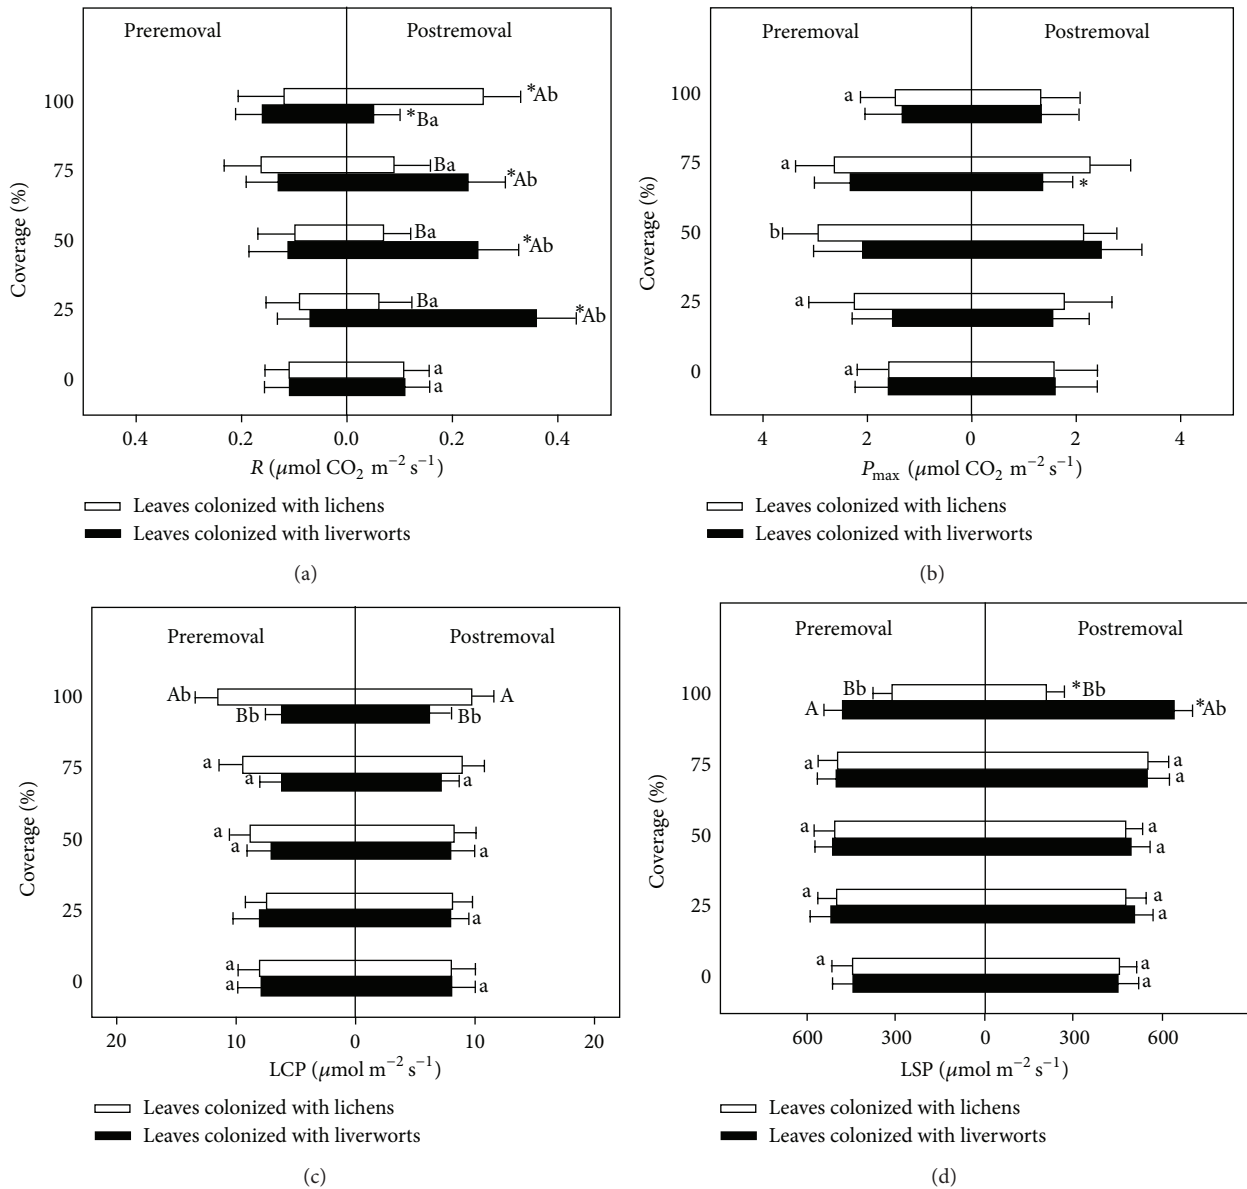 Preremoval Postremoval
100 *Ab
*Ba
75 Ba
*Ab
50 Ba
*Ab
25 Ba
*Ab
0 a
a
Coverage (%)
0.4 0.2 0.0 0.2 0.4
R (μmol CO₂ m⁻² s⁻¹)
Leaves colonized with lichens
Leaves colonized with liverworts
(a)
Preremoval Postremoval
100 a
75 a
*
50 b
25 a
0 a
Coverage (%)
4 2 0 2 4
Pmax (μmol CO₂ m⁻² s⁻¹)
Leaves colonized with lichens
Leaves colonized with liverworts
(b)
Preremoval Postremoval
100 Ab A
Bb Bb
75 a
a a
50 a
a a
25
a
0 a
a a
Coverage (%)
20 10 0 10 20
LCP (μmol m⁻² s⁻¹)
Leaves colonized with lichens
Leaves colonized with liverworts
(c)
Preremoval Postremoval
100 Bb *Bb
A *Ab
75 a a
a
50 a a
a
25 a a
a
0 a a
a
Coverage (%)
600 300 0 300 600
LSP (μmol m⁻² s⁻¹)
Leaves colonized with lichens
Leaves colonized with liverworts
(d)